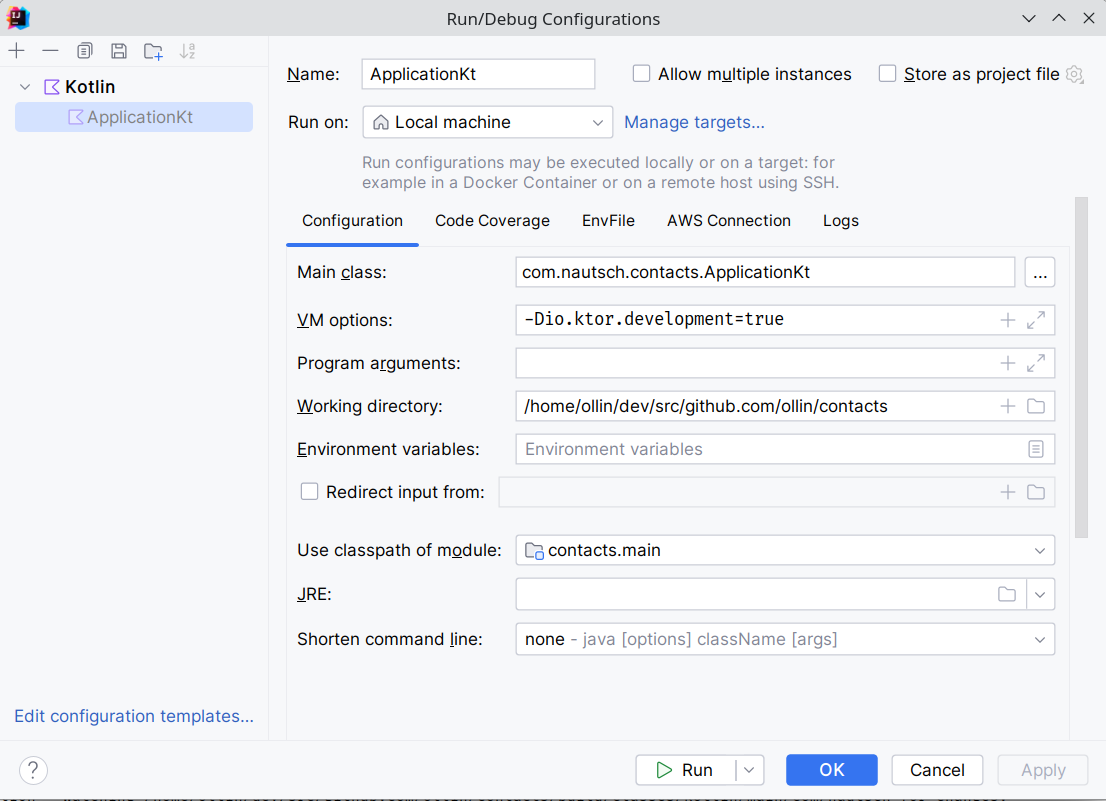 Run/Debug Configurations
Kotlin
ApplicationKt
Edit configuration templates...
Name: ApplicationKt Allow multiple instances Store as project file
Run on: Local machine Manage targets...
Run configurations may be executed locally or on a target: for
example in a Docker Container or on a remote host using SSH.
Configuration Code Coverage EnvFile AWS Connection Logs
Main class: com.nautsch.contacts.ApplicationKt ...
VM options: -Dio.ktor.development=true
Program arguments:
Working directory: /home/ollin/dev/src/github.com/ollin/contacts
Environment variables: Environment variables
Redirect input from:
Use classpath of module: contacts.main
JRE:
Shorten command line: none - java [options] className [args]
? Run OK Cancel Apply